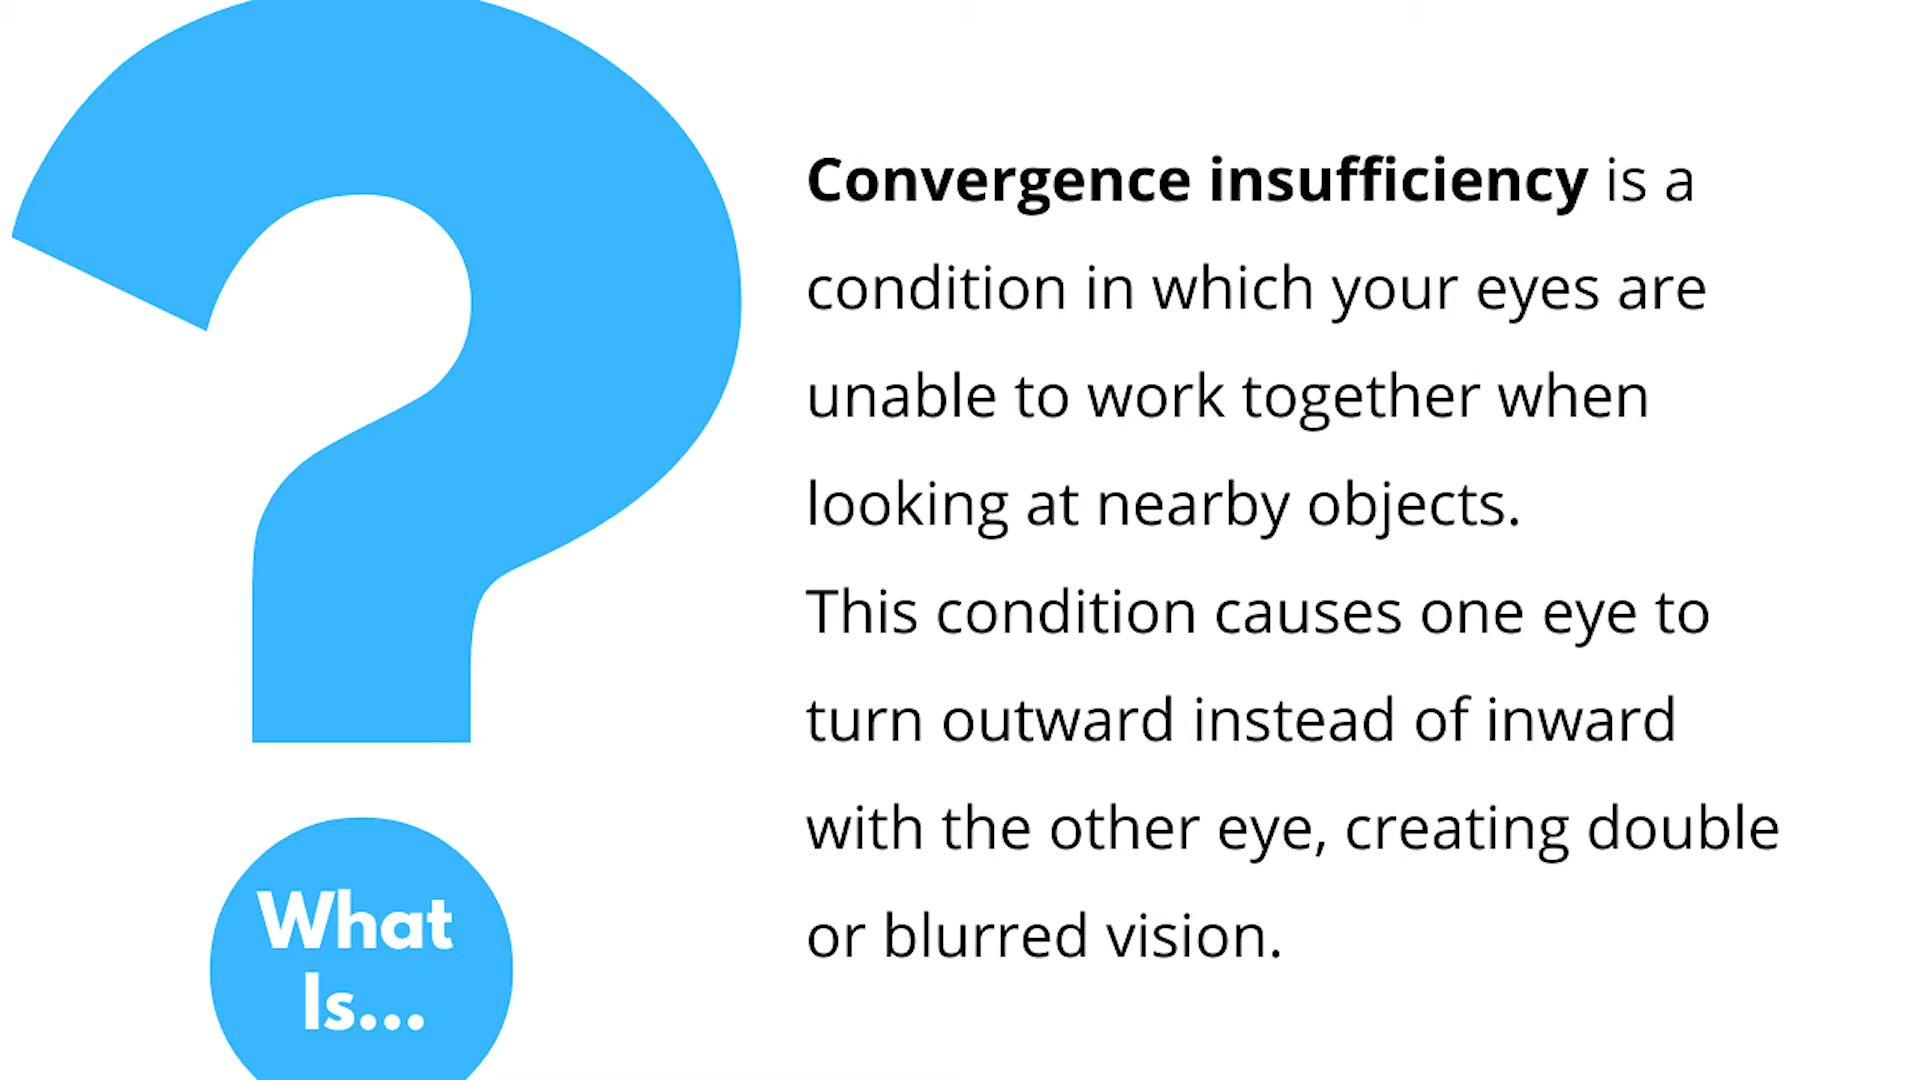 Convergence insufficiency is a
condition in which your eyes are
unable to work together when
looking at nearby objects.
This condition causes one eye to
turn outward instead of inward
with the other eye, creating double
or blurred vision.
What
Is...